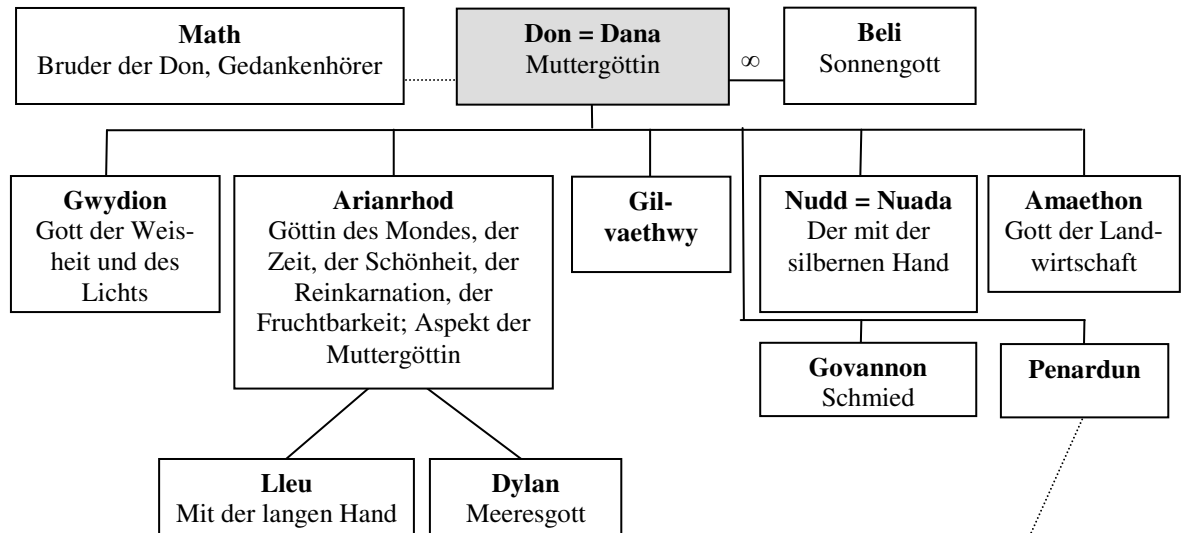 Math
Bruder der Don, Gedankenhörer
Don = Dana
Muttergöttin
∞
Beli
Sonnengott
Gwydion
Gott der Weis-
heit und des
Lichts
Arianrhod
Göttin des Mondes, der
Zeit, der Schönheit, der
Reinkarnation, der
Fruchtbarkeit; Aspekt der
Muttergöttin
Gil-
vaethwy
Nudd = Nuada
Der mit der
silbernen Hand
Amaethon
Gott der Land-
wirtschaft
Govannon
Schmied
Penardun
Lleu
Mit der langen Hand
Dylan
Meeresgott